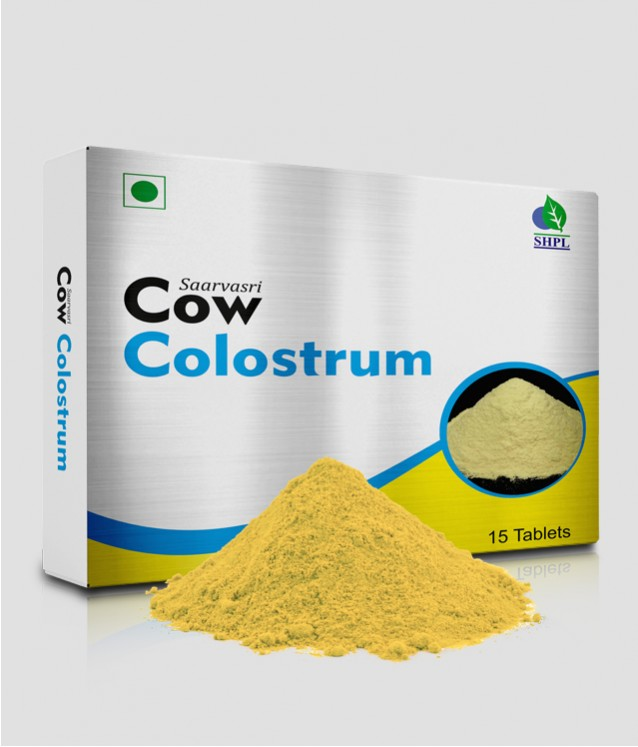 SHPL
Saarvasri
Cow
Colostrum
15 Tablets
Saarvasri
Cow Colostrum